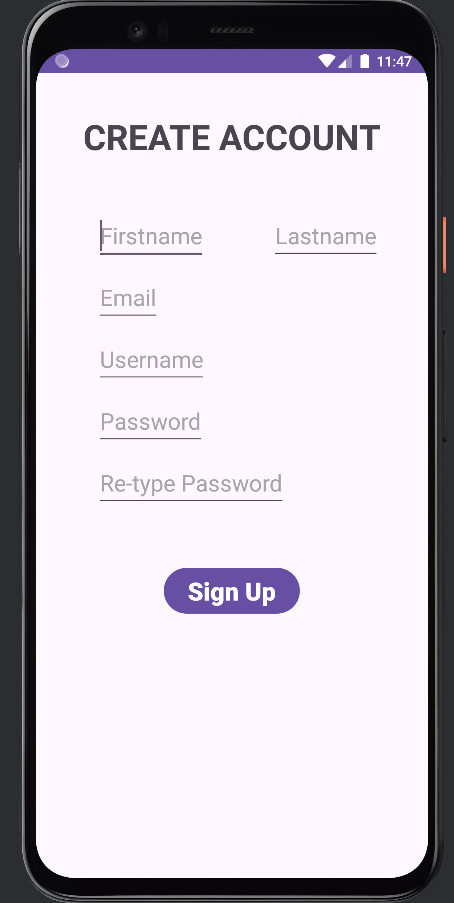 11:47
CREATE ACCOUNT
Firstname Lastname
Email
Username
Password
Re-type Password
Sign Up